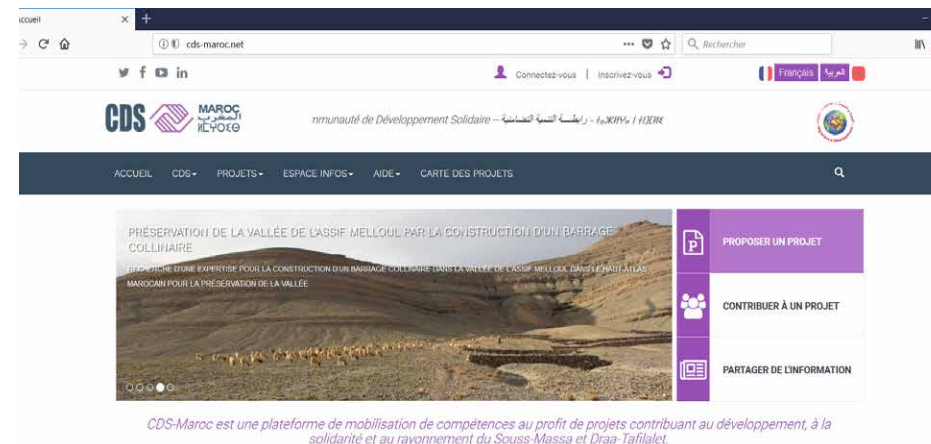 Accueil
cds-maroc.net
Rechercher
Connectez-vous | Inscrivez-vous
Français العربية
CDS MAROC
المغرب
ⵍⵎⵖⵔⵉⴱ
mmunauté de Développement Solidaire -- رابطة التنمية التضامنية -
ACCUEIL CDS PROJETS ESPACE INFOS AIDE CARTE DES PROJETS
PRÉSERVATION DE LA VALLÉE DE L'ASSIF MELLOUL PAR LA CONSTRUCTION D'UN BARRAGE
COLLINAIRE
RECHERCHE D'UNE EXPERTISE POUR LA CONSTRUCTION D'UN BARRAGE COLLINAIRE DANS LA VALLÉE DE L'ASSIF MELLOUL DANS LE HAUT-ATLAS
MAROCAIN POUR LA PRÉSERVATION DE LA VALLÉE
PROPOSER UN PROJET
CONTRIBUER À UN PROJET
PARTAGER DE L'INFORMATION
CDS-Maroc est une plateforme de mobilisation de compétences au profit de projets contribuant au développement, à la
solidarité et au rayonnement du Souss-Massa et Draa-Tafilalet.